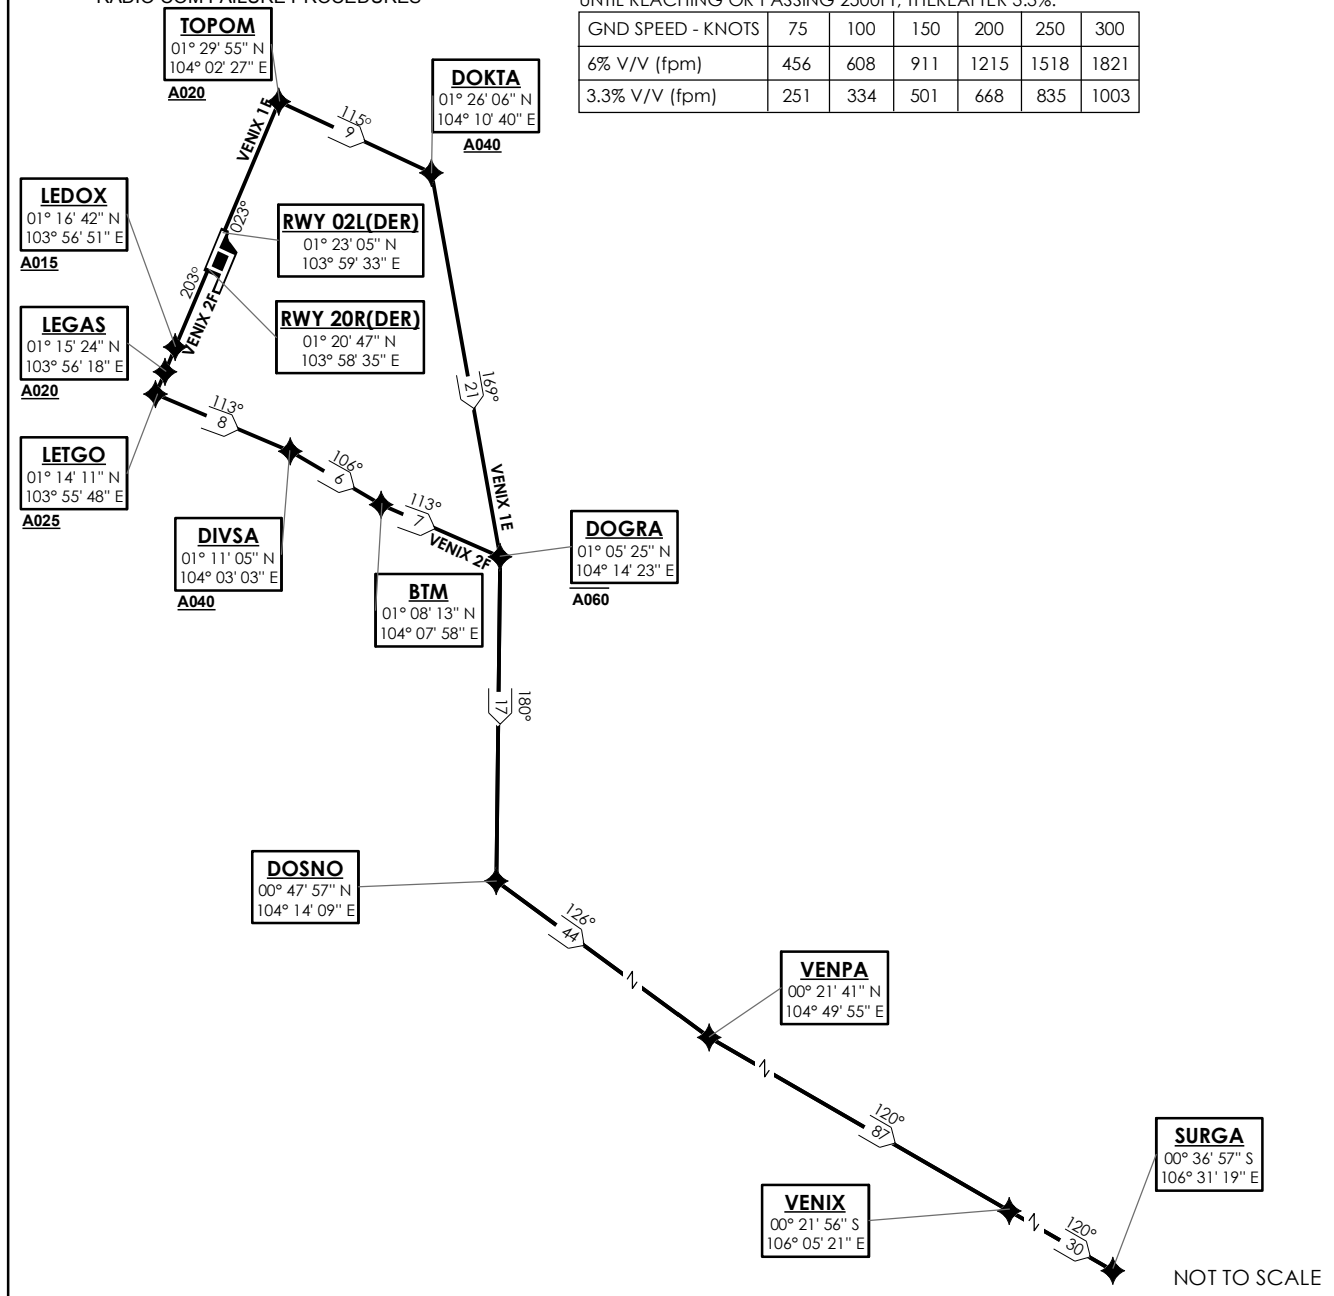 RADIO COM FAILURE PROCEDURES
UNTIL REACHING OR PASSING 2500FT, THEREAFTER 3.3%.
GND SPEED - KNOTS 75 100 150 200 250 300
6% V/V (fpm) 456 608 911 1215 1518 1821
3.3% V/V (fpm) 251 334 501 668 835 1003
TOPOM
01° 29' 55" N
104° 02' 27" E
A020
DOKTA
01° 26' 06" N
104° 10' 40" E
A040
115°
9
VENIX 1E
LEDOX
01° 16' 42" N
103° 56' 51" E
A015
023°
RWY 02L(DER)
01° 23' 05" N
103° 59' 33" E
203°
VENIX 2F
RWY 20R(DER)
01° 20' 47" N
103° 58' 35" E
LEGAS
01° 15' 24" N
103° 56' 18" E
A020
169°
21
LETGO
01° 14' 11" N
103° 55' 48" E
A025
113°
8
106°
6
113°
7
VENIX 2F
VENIX 1E
DIVSA
01° 11' 05" N
104° 03' 03" E
A040
BTM
01° 08' 13" N
104° 07' 58" E
DOGRA
01° 05' 25" N
104° 14' 23" E
A060
180°
17
DOSNO
00° 47' 57" N
104° 14' 09" E
126°
44
N
VENPA
00° 21' 41" N
104° 49' 55" E
N
120°
87
SURGA
00° 36' 57" S
106° 31' 19" E
VENIX
00° 21' 56" S
106° 05' 21" E
N
120°
30
NOT TO SCALE